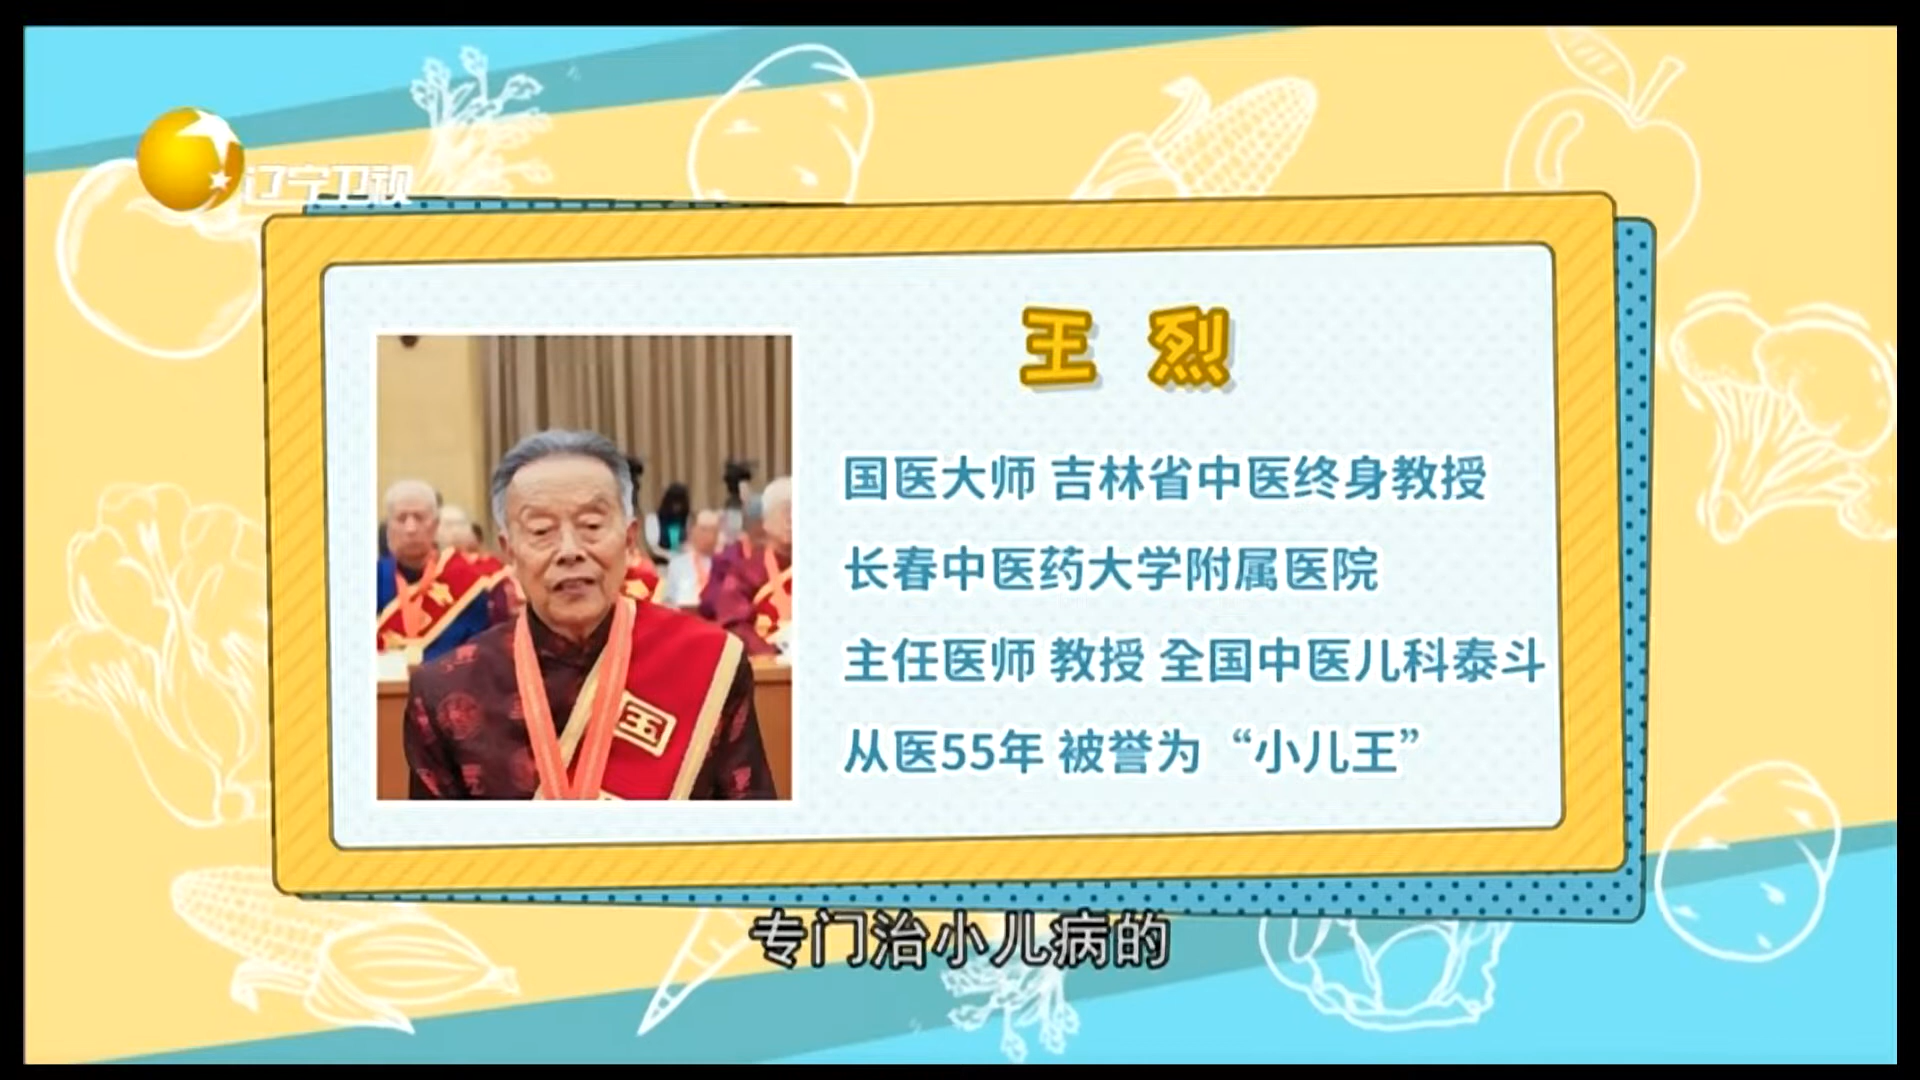 辽宁卫视
王 烈
国医大师 吉林省中医终身教授
长春中医药大学附属医院
主任医师 教授 全国中医儿科泰斗
从医55年 被誉为“小儿王”
国
专门治小儿病的